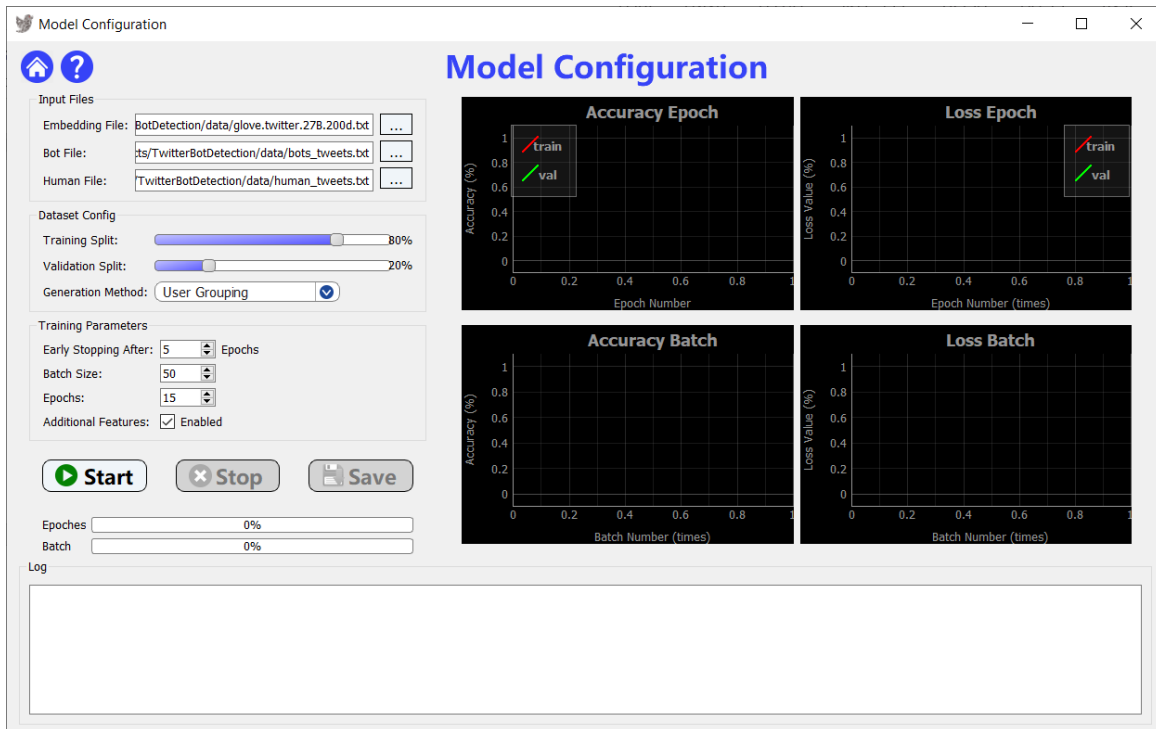 Model Configuration
Model Configuration
Input Files
Embedding File: BotDetection/data/glove.twitter.27B.200d.txt ...
Bot File: :ts/TwitterBotDetection/data/bots_tweets.txt ...
Human File: 'TwitterBotDetection/data/human_tweets.txt ...
Dataset Config
Training Split: 80%
Validation Split: 20%
Generation Method: User Grouping
Training Parameters
Early Stopping After: 5 Epochs
Batch Size: 50
Epochs: 15
Additional Features: Enabled
Start Stop Save
Epoches 0%
Batch 0%
Accuracy Epoch
train
val
Accuracy (%)
1
0.8
0.6
0.4
0.2
0
0 0.2 0.4 0.6 0.8 1
Epoch Number
Loss Epoch
train
val
Loss Value (%)
1
0.8
0.6
0.4
0.2
0
0 0.2 0.4 0.6 0.8 1
Epoch Number (times)
Accuracy Batch
Accuracy (%)
1
0.8
0.6
0.4
0.2
0
0 0.2 0.4 0.6 0.8 1
Batch Number (times)
Loss Batch
Loss Value (%)
1
0.8
0.6
0.4
0.2
0
0 0.2 0.4 0.6 0.8 1
Batch Number (times)
Log